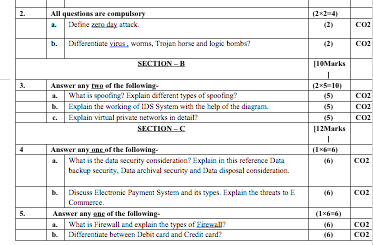 2. All questions are compulsory (2×2=4)
a. Define zero day attack. (2) CO2
b. Differentiate virus , worms, Trojan horse and logic bombs? (2) CO2
SECTION – B [10Marks
]
3. Answer any two of the following- (2×5=10)
a. What is spoofing? Explain different types of spoofing? (5) CO2
b. Explain the working of IDS System with the help of the diagram. (5) CO2
c. Explain virtual private networks in detail? (5) CO2
SECTION – C [12Marks
]
4 Answer any one of the following- (1×6=6)
a. What is the data security consideration? Explain in this reference Data (6) CO2
backup security, Data archival security and Data disposal consideration.
b. Discuss Electronic Payment System and its types. Explain the threats to E (6) CO2
Commerce.
5. Answer any one of the following- (1×6=6)
a. What is Firewall and explain the types of Firewall? (6) CO2
b. Differentiate between Debit card and Credit card? (6) CO2